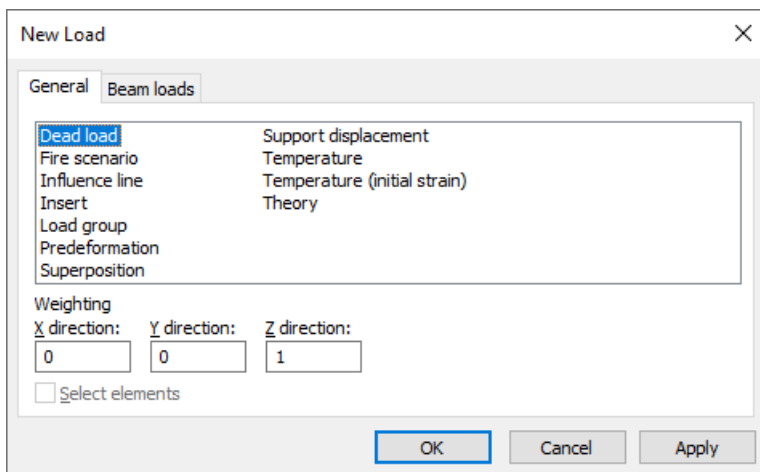 New Load
General Beam loads
Dead load Support displacement
Fire scenario Temperature
Influence line Temperature (initial strain)
Insert Theory
Load group
Predeformation
Superposition
Weighting
X direction: Y direction: Z direction:
0 0 1
Select elements
OK Cancel Apply